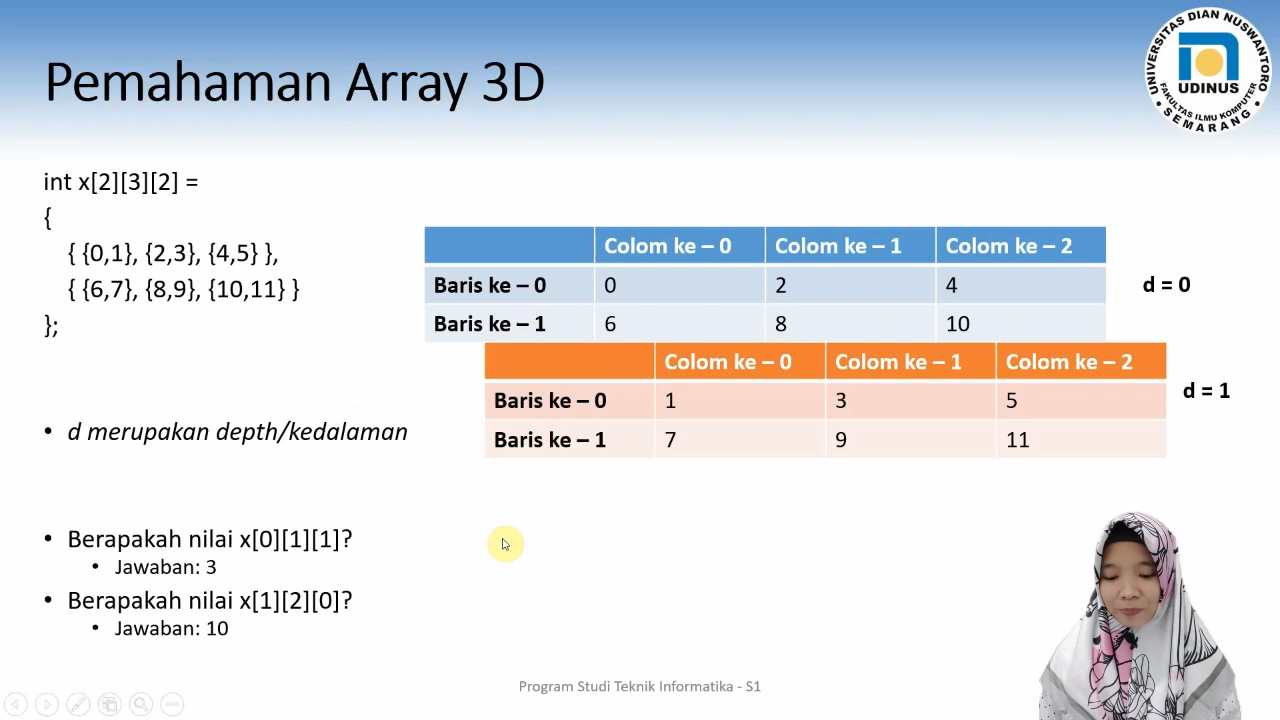 Pemahaman Array 3D
UNIVERSITAS DIAN NUSWANTORO
UDINUS
FAKULTAS ILMU KOMPUTER
• SEMARANG •
int x[2][3][2] =
{
{ {0,1}, {2,3}, {4,5} },
{ {6,7}, {8,9}, {10,11} }
};
Colom ke – 0 Colom ke – 1 Colom ke – 2
Baris ke – 0 0 2 4
Baris ke – 1 6 8 10
d = 0
Colom ke – 0 Colom ke – 1 Colom ke – 2
Baris ke – 0 1 3 5
Baris ke – 1 7 9 11
d = 1
• d merupakan depth/kedalaman
• Berapakah nilai x[0][1][1]?
• Jawaban: 3
• Berapakah nilai x[1][2][0]?
• Jawaban: 10
Program Studi Teknik Informatika - S1